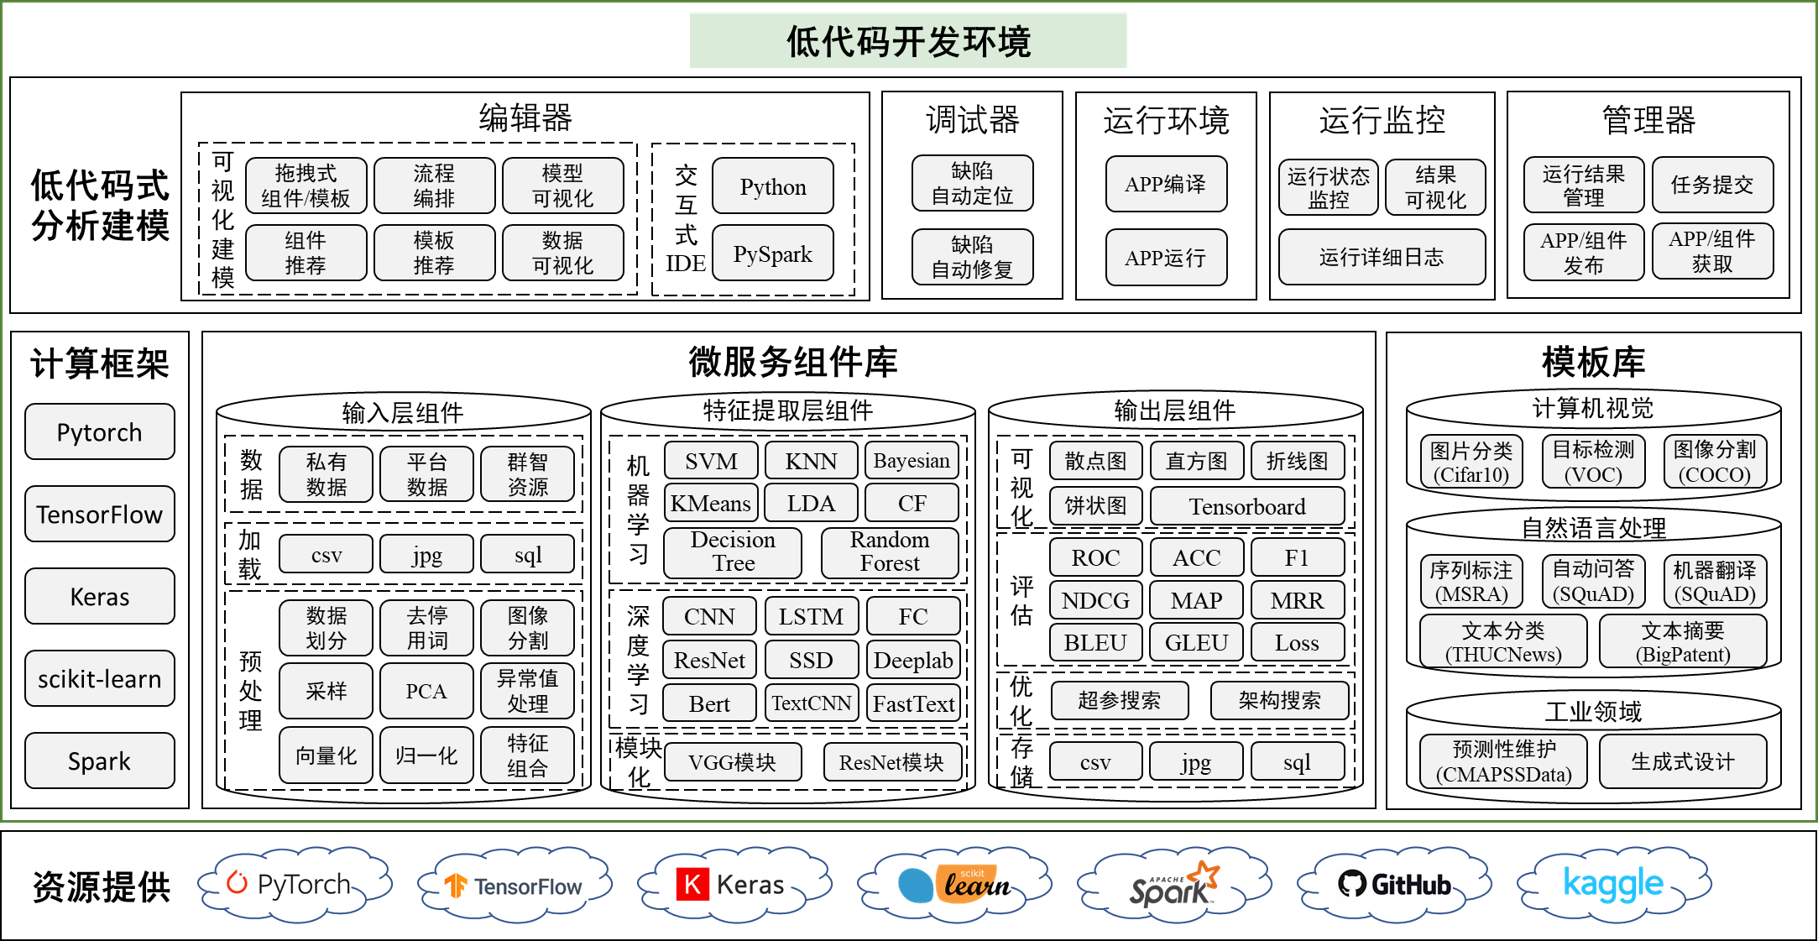 低代码开发环境
低代码式
分析建模
编辑器
可视化建模
拖拽式
组件/模板
流程
编排
模型
可视化
组件
推荐
模板
推荐
数据
可视化
交互式
IDE
Python
PySpark
调试器
缺陷
自动定位
缺陷
自动修复
运行环境
APP编译
APP运行
运行监控
运行状态
监控
结果
可视化
运行详细日志
管理器
运行结果
管理
任务提交
APP/组件
发布
APP/组件
获取
计算框架
Pytorch
TensorFlow
Keras
scikit-learn
Spark
微服务组件库
输入层组件
数据
私有
数据
平台
数据
群智
资源
加载
csv
jpg
sql
预处理
数据
划分
去停
用词
图像
分割
采样
PCA
异常值
处理
向量化
归一化
特征
组合
特征提取层组件
机器学习
SVM
KNN
Bayesian
KMeans
LDA
CF
Decision
Tree
Random
Forest
深度学习
CNN
LSTM
FC
ResNet
SSD
Deeplab
Bert
TextCNN
FastText
模块
化
VGG模块
ResNet模块
输出层组件
可视化
散点图
直方图
折线图
饼状图
Tensorboard
评估
ROC
ACC
F1
NDCG
MAP
MRR
BLEU
GLEU
Loss
优化
超参搜索
架构搜索
存储
csv
jpg
sql
模板库
计算机视觉
图片分类
(Cifar10)
目标检测
(VOC)
图像分割
(COCO)
自然语言处理
序列标注
(MSRA)
自动问答
(SQuAD)
机器翻译
(SQuAD)
文本分类
(THUCNews)
文本摘要
(BigPatent)
工业领域
预测性维护
(CMAPSSData)
生成式设计
资源提供
PyTorch
TensorFlow
K Keras
scikit
learn
APACHE
Spark
GitHub
kaggle